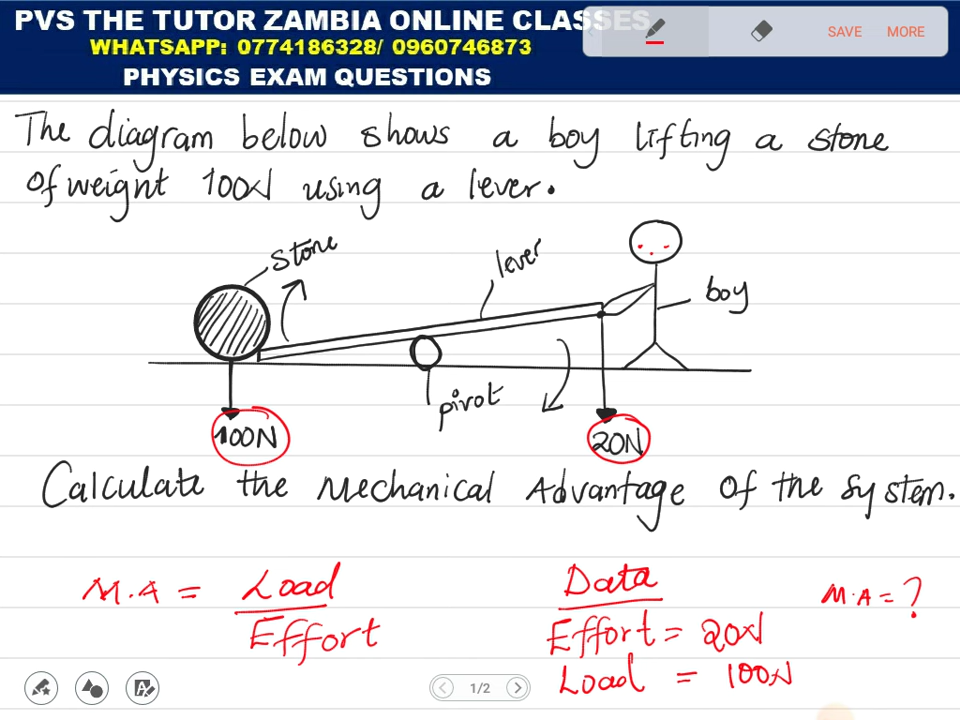 PVS THE TUTOR ZAMBIA ONLINE CLASSES
WHATSAPP: 0774186328/ 0960746873
PHYSICS EXAM QUESTIONS
SAVE
MORE
The diagram below shows a boy lifting a stone
of weight 100N using a lever.
stone
lever
boy
pivot
100N
20N
Calculate the Mechanical Advantage of the system.
M.A = Load
Effort
Data
Effort = 20N
Load = 100N
M.A = ?
1/2